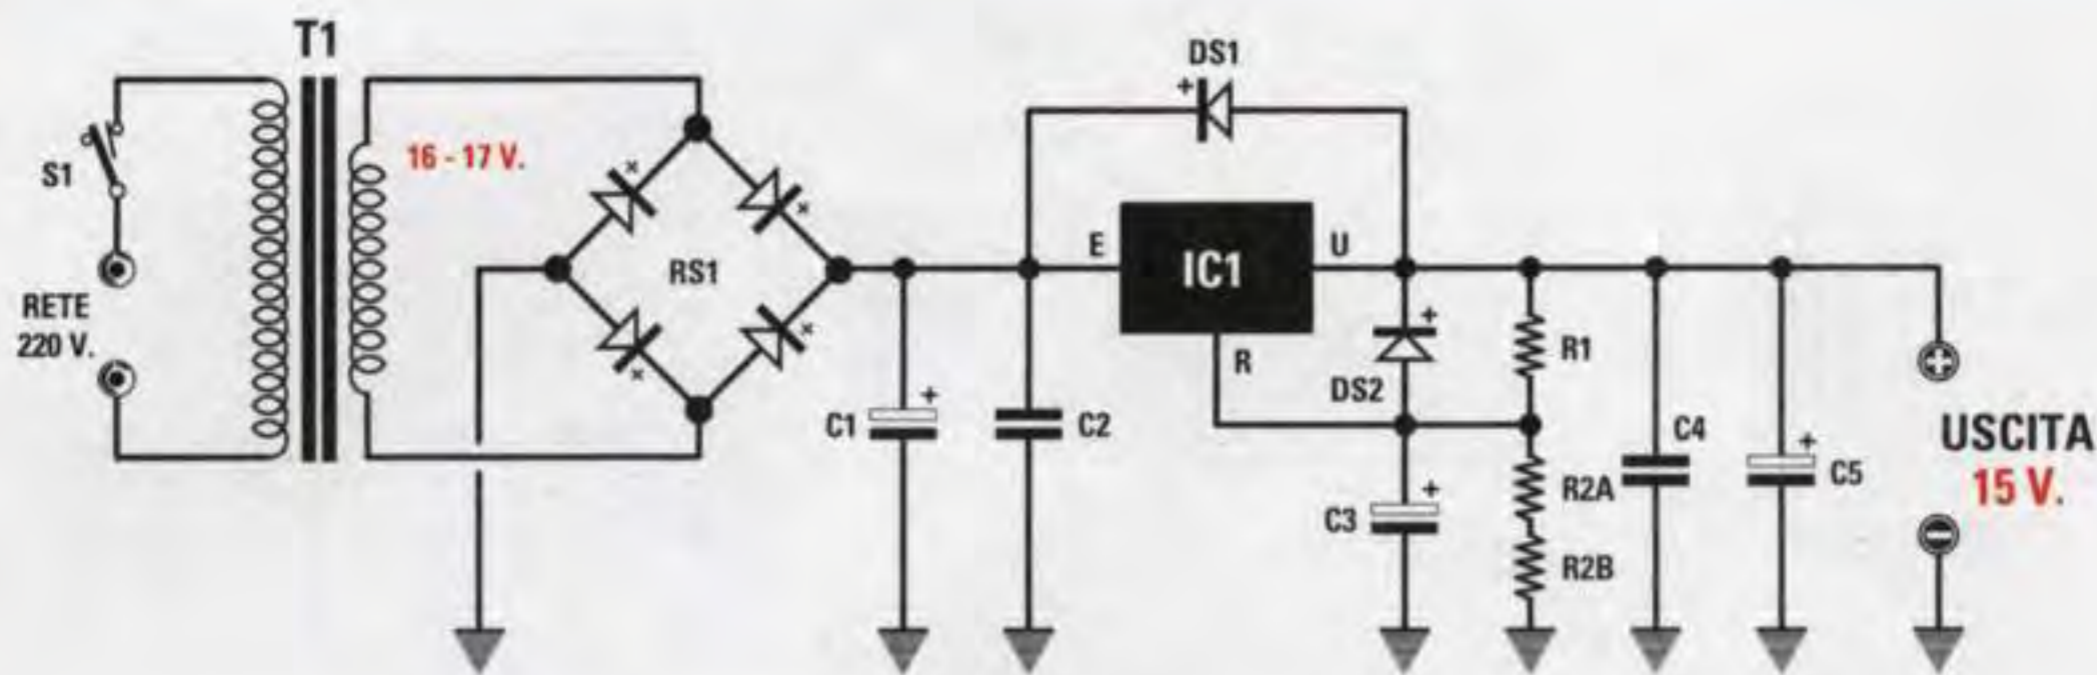 T1
S1
RETE
220 V.
16 - 17 V.
RS1
C1
+
C2
DS1
+
E
IC1
U
R
DS2
+
C3
+
R1
R2A
R2B
C4
C5
+
USCITA
15 V.